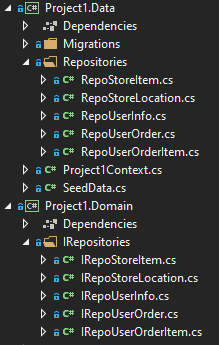 Project1.Data
Dependencies
Migrations
Repositories
C# RepoStoreItem.cs
C# RepoStoreLocation.cs
C# RepoUserInfo.cs
C# RepoUserOrder.cs
C# RepoUserOrderItem.cs
C# Project1Context.cs
C# SeedData.cs
C# Project1.Domain
Dependencies
IRepositories
C# IRepoStoreItem.cs
C# IRepoStoreLocation.cs
C# IRepoUserInfo.cs
C# IRepoUserOrder.cs
C# IRepoUserOrderItem.cs